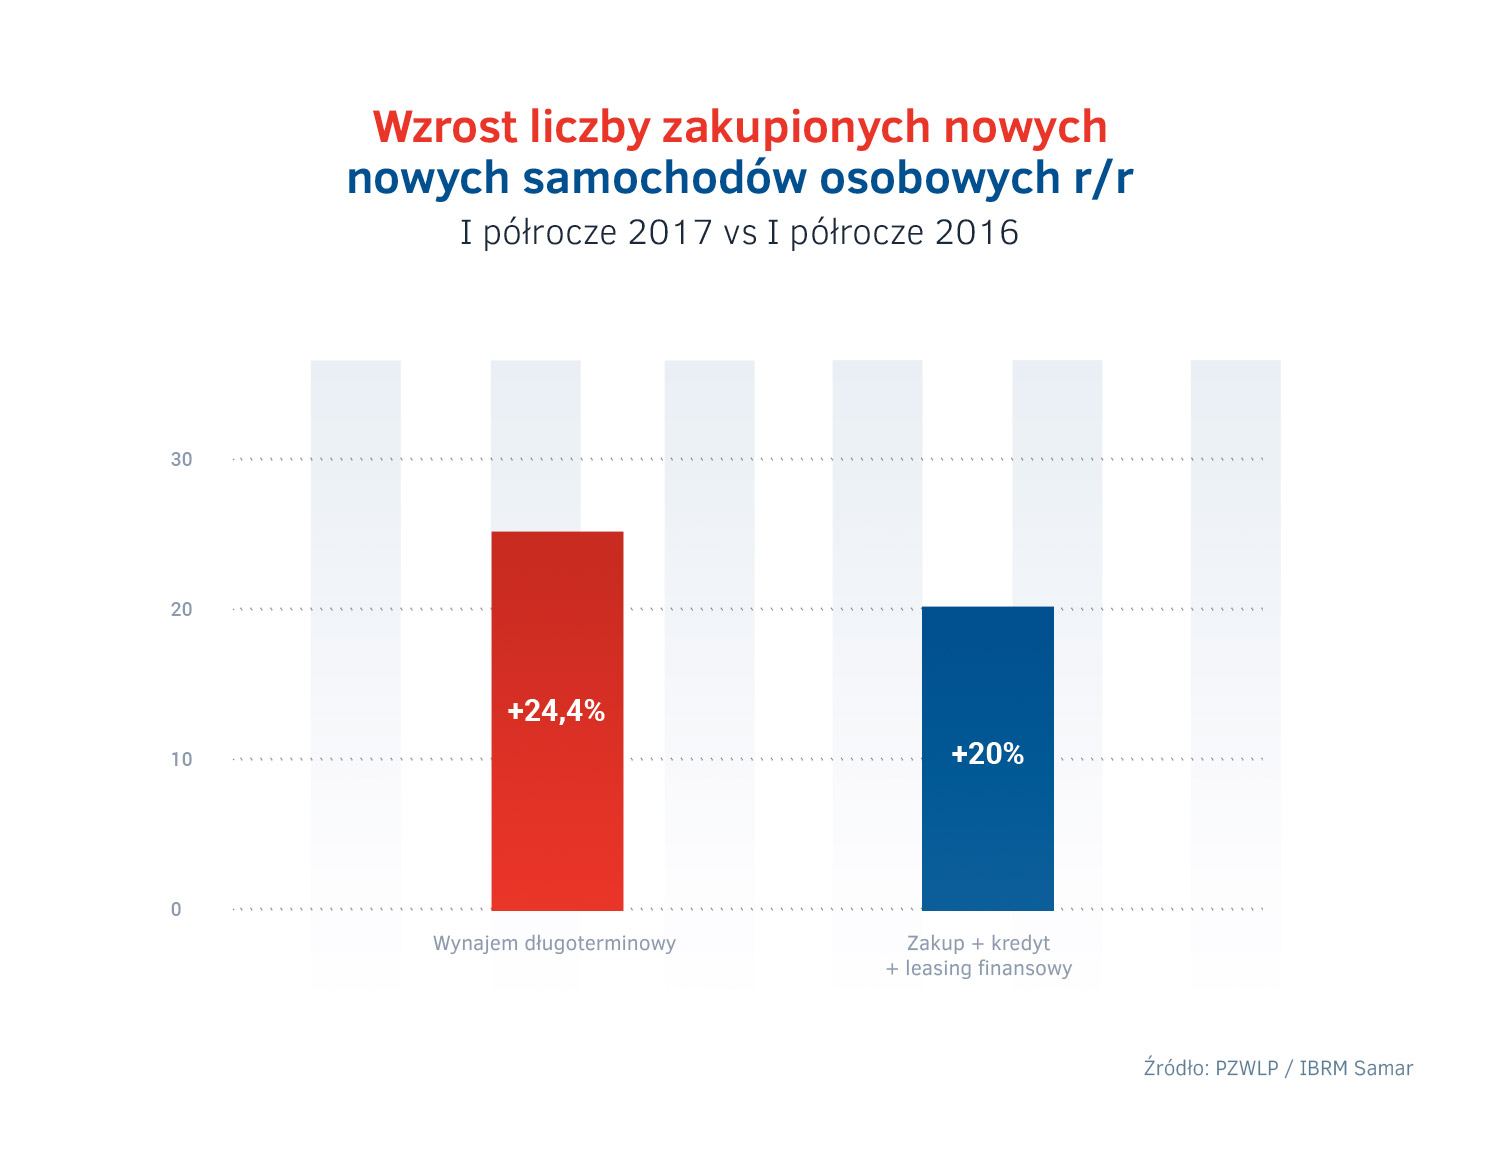 Wzrost liczby zakupionych nowych
nowych samochodów osobowych r/r
I półrocze 2017 vs I półrocze 2016
30
20
10
0
+24,4%
+20%
Wynajem długoterminowy
Zakup + kredyt
+ leasing finansowy
Źródło: PZWLP / IBRM Samar